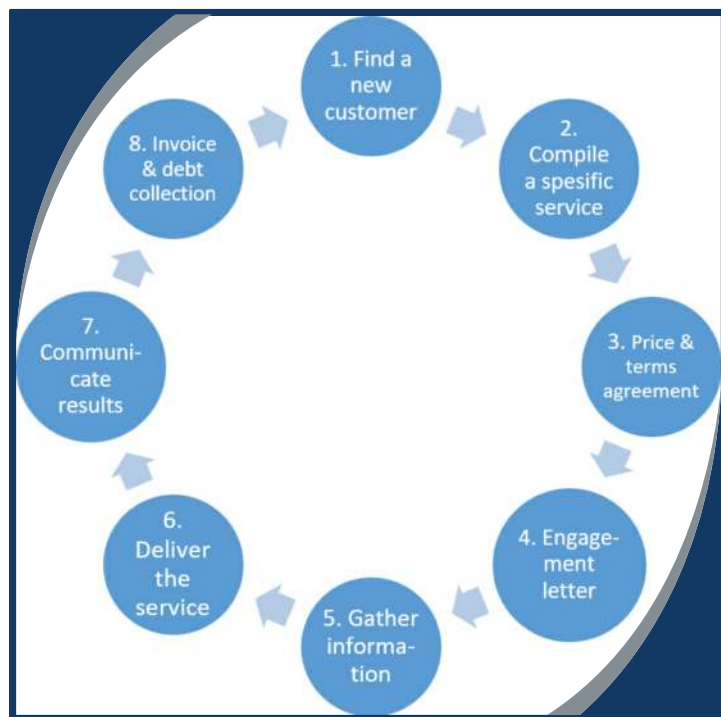 1. Find a
new
customer
2.
Compile
a spesific
service
3. Price &
terms
agreement
4. Engage-
ment
letter
5. Gather
informa-
tion
6.
Deliver
the
service
7.
Communi-
cate
results
8. Invoice
& debt
collection